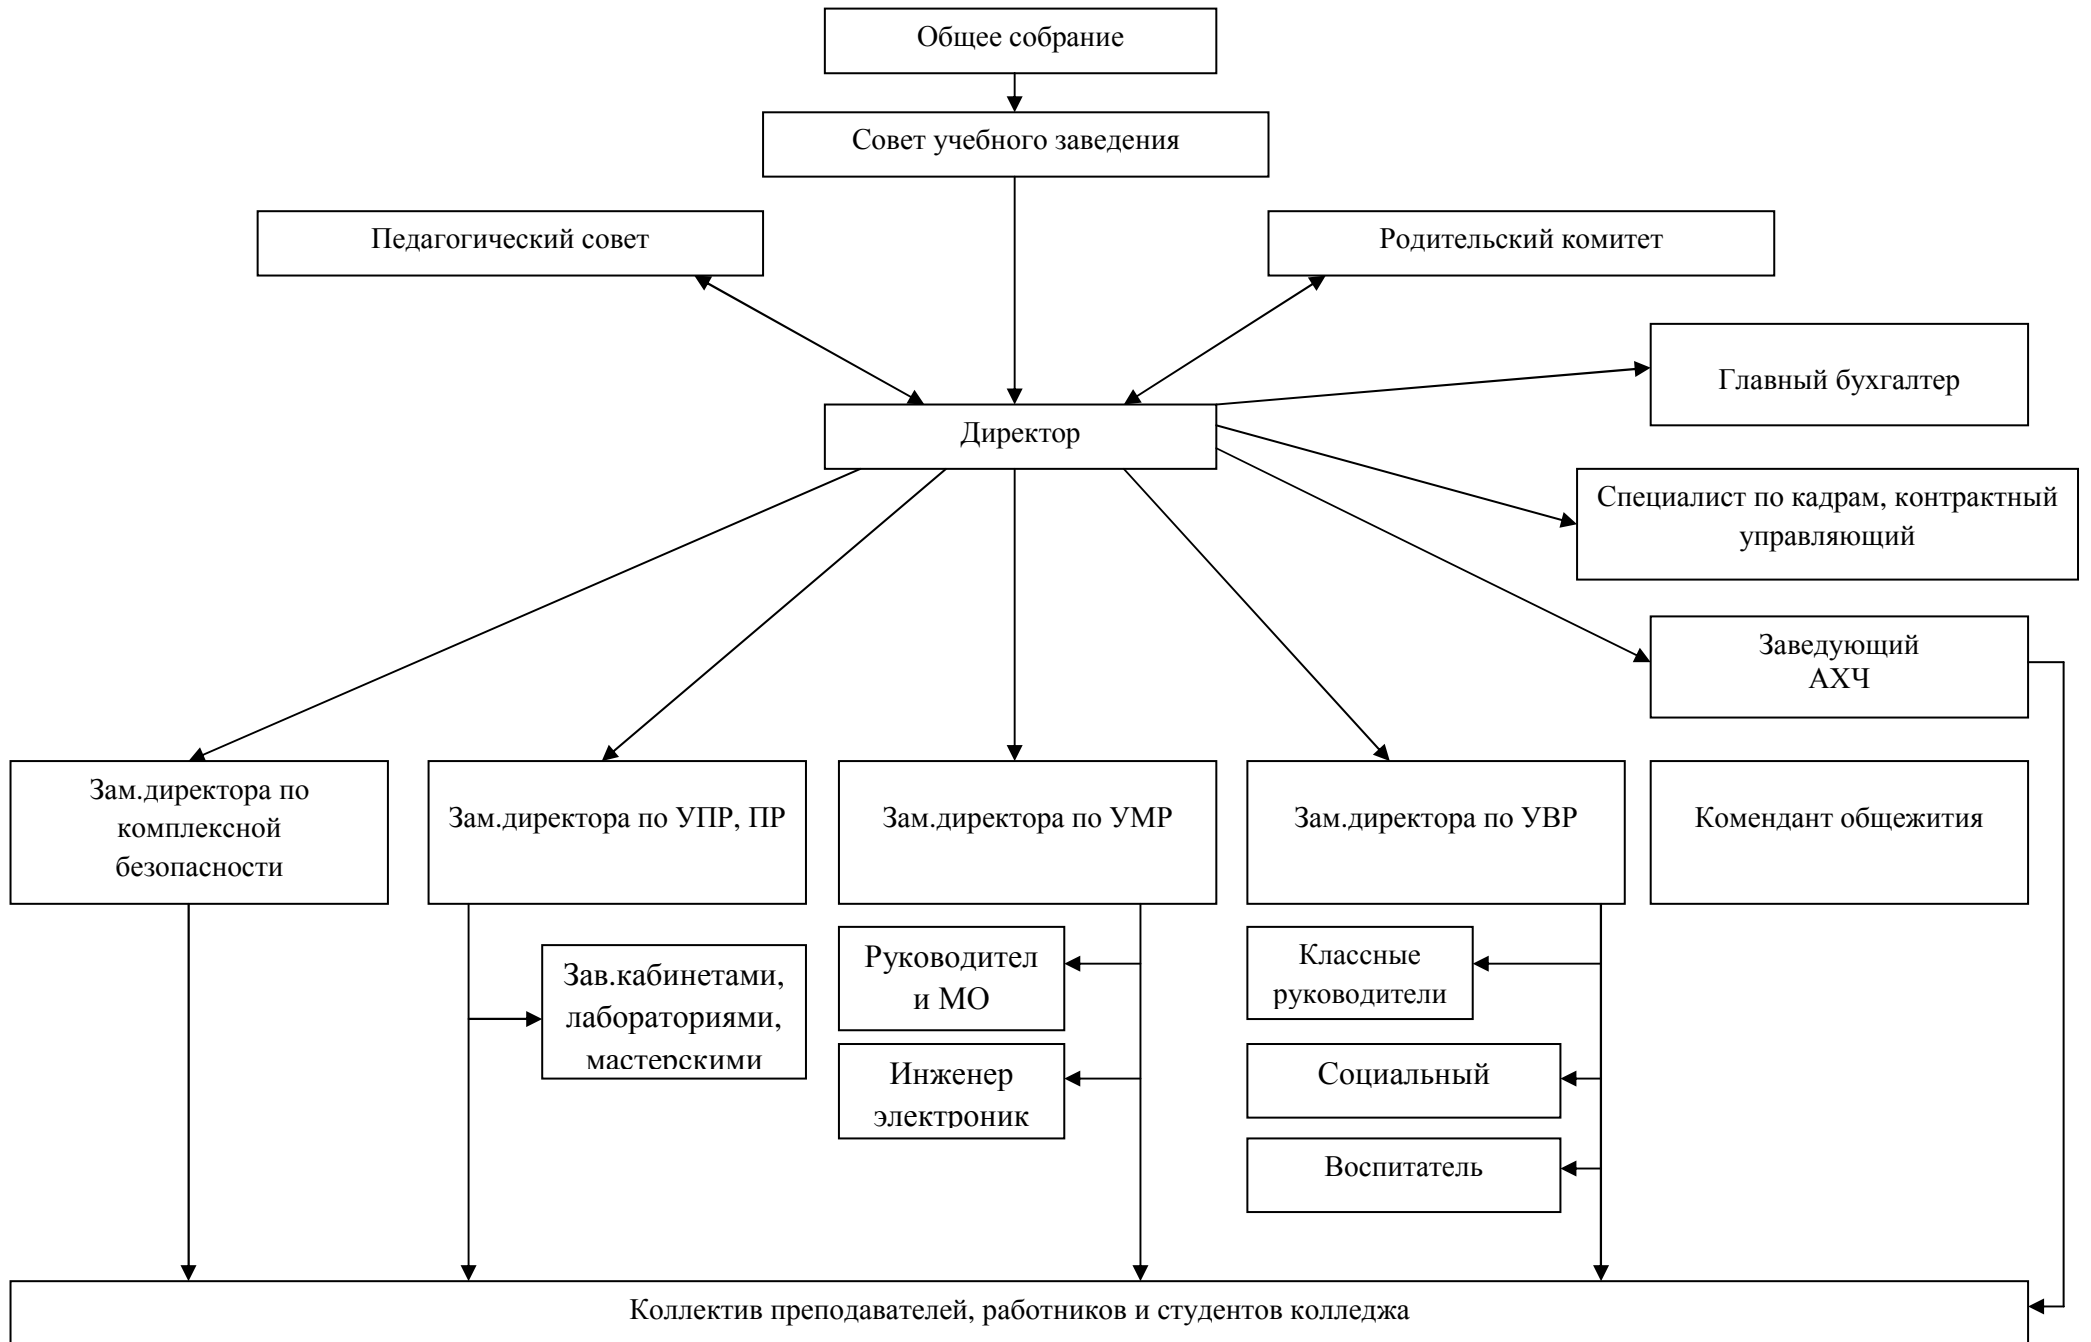 Общее собрание
Совет учебного заведения
Педагогический совет
Родительский комитет
Главный бухгалтер
Директор
Специалист по кадрам, контрактный
управляющий
Заведующий
АХЧ
Зам.директора по
комплексной
безопасности
Зам.директора по УПР, ПР
Зам.директора по УМР
Зам.директора по УВР
Комендант общежития
Зав.кабинетами,
лабораториями,
мастерскими
Руководител
и МО
Инженер
электроник
Классные
руководители
Социальный
Воспитатель
Коллектив преподавателей, работников и студентов колледжа